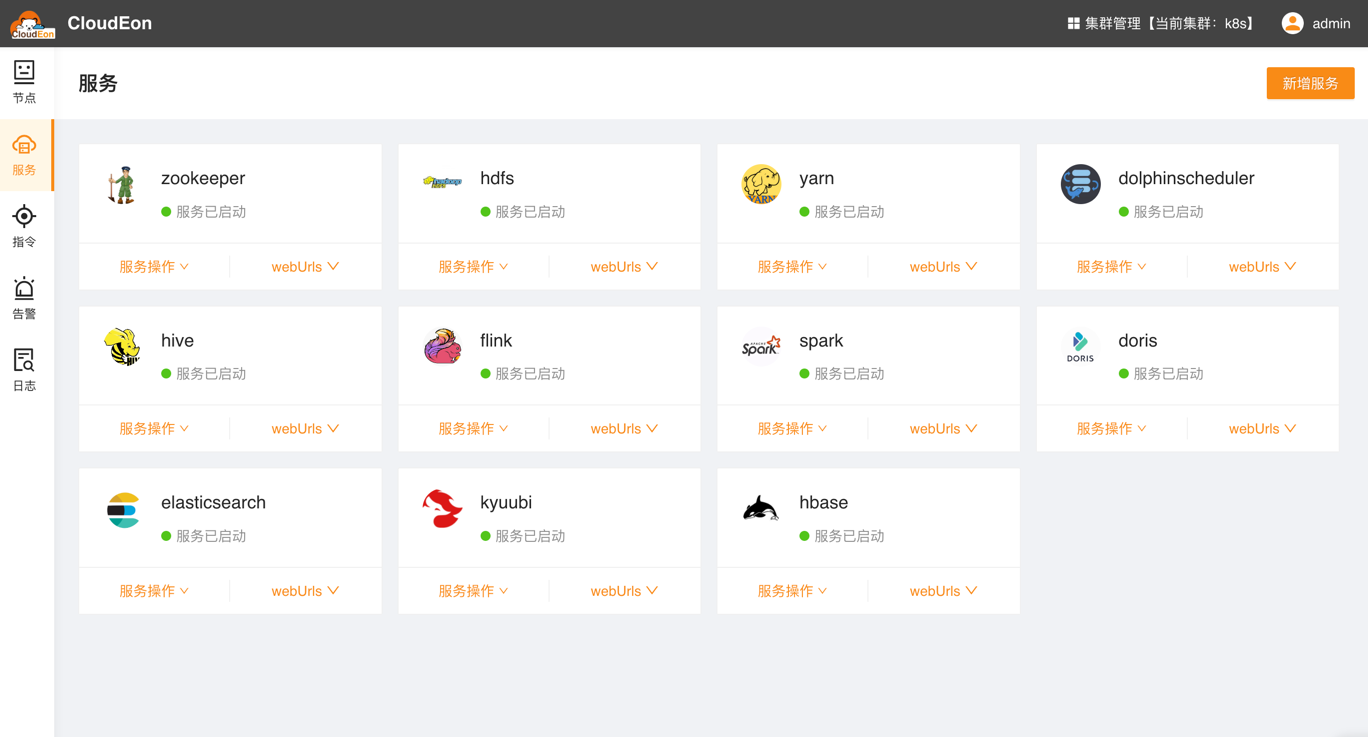 CloudEon
CloudEon
集群管理【当前集群：k8s】
admin
节点
服务
指令
告警
日志
服务
新增服务
zookeeper
服务已启动
服务操作
webUrls
hadoop
hdfs
服务已启动
服务操作
webUrls
YARN
yarn
服务已启动
服务操作
webUrls
dolphinscheduler
服务已启动
服务操作
webUrls
HIVE
hive
服务已启动
服务操作
webUrls
flink
服务已启动
服务操作
webUrls
APACHE
Spark
spark
服务已启动
服务操作
webUrls
DORIS
doris
服务已启动
服务操作
webUrls
elasticsearch
服务已启动
服务操作
webUrls
kyuubi
服务已启动
服务操作
webUrls
hbase
服务已启动
服务操作
webUrls